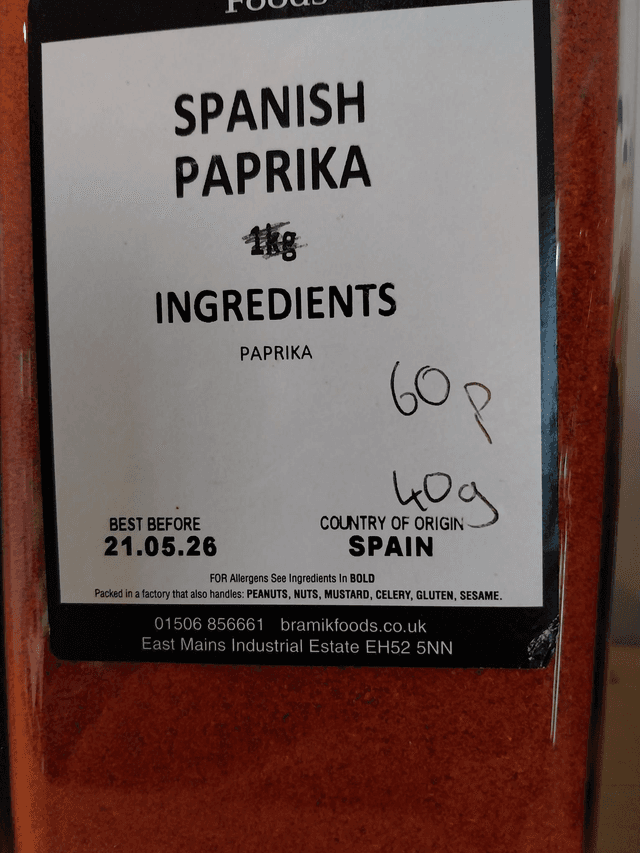 Foods
SPANISH
PAPRIKA
1kg
INGREDIENTS
PAPRIKA
60p
40g
BEST BEFORE
21.05.26
COUNTRY OF ORIGIN
SPAIN
FOR Allergens See Ingredients In BOLD
Packed in a factory that also handles: PEANUTS, NUTS, MUSTARD, CELERY, GLUTEN, SESAME.
01506 856661 bramikfoods.co.uk
East Mains Industrial Estate EH52 5NN